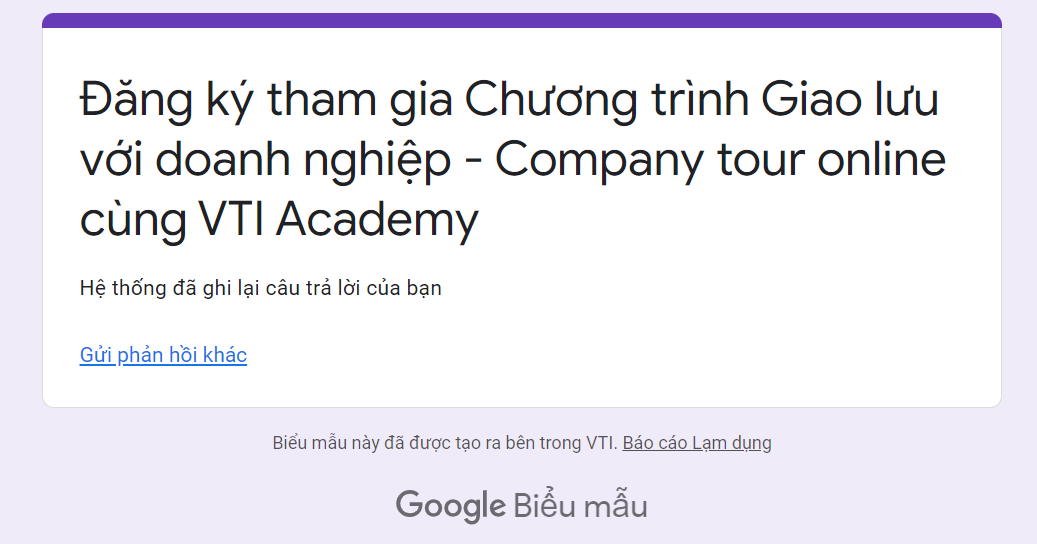 Đăng ký tham gia Chương trình Giao lưu
với doanh nghiệp - Company tour online
cùng VTI Academy
Hệ thống đã ghi lại câu trả lời của bạn
Gửi phản hồi khác
Biểu mẫu này đã được tạo ra bên trong VTI. Báo cáo Lạm dụng
Google Biểu mẫu